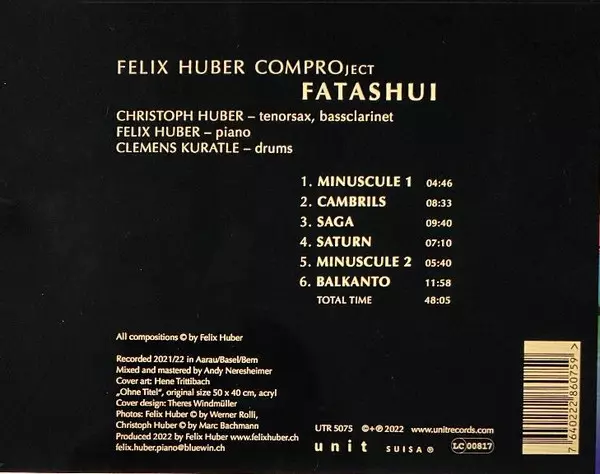 FELIX HUBER COMPROJECT
FATASHUI
CHRISTOPH HUBER – tenorsax, bassclarinet
FELIX HUBER – piano
CLEMENS KURATLE – drums
1. MINUSCULE 1 04:46
2. CAMBRILS 08:33
3. SAGA 09:40
4. SATURN 07:10
5. MINUSCULE 2 05:40
6. BALKANTO 11:58
TOTAL TIME 48:05
All compositions © by Felix Huber
Recorded 2021/22 in Aarau/Basel/Bern
Mixed and mastered by Andy Neresheimer
Cover art: Hene Trittibach
„Ohne Titel“, original size 50 x 40 cm, acryl
Cover design: Theres Windmüller
Photos: Felix Huber © by Werner Rolli,
Christoph Huber © by Marc Bachmann
Produced 2022 by Felix Huber www.felixhuber.ch
felix.huber.piano@bluewin.ch
UTR 5075 ©+℗ 2022 www.unitrecords.com
unit SUISA ® LC 00817
7 640222 860759 >